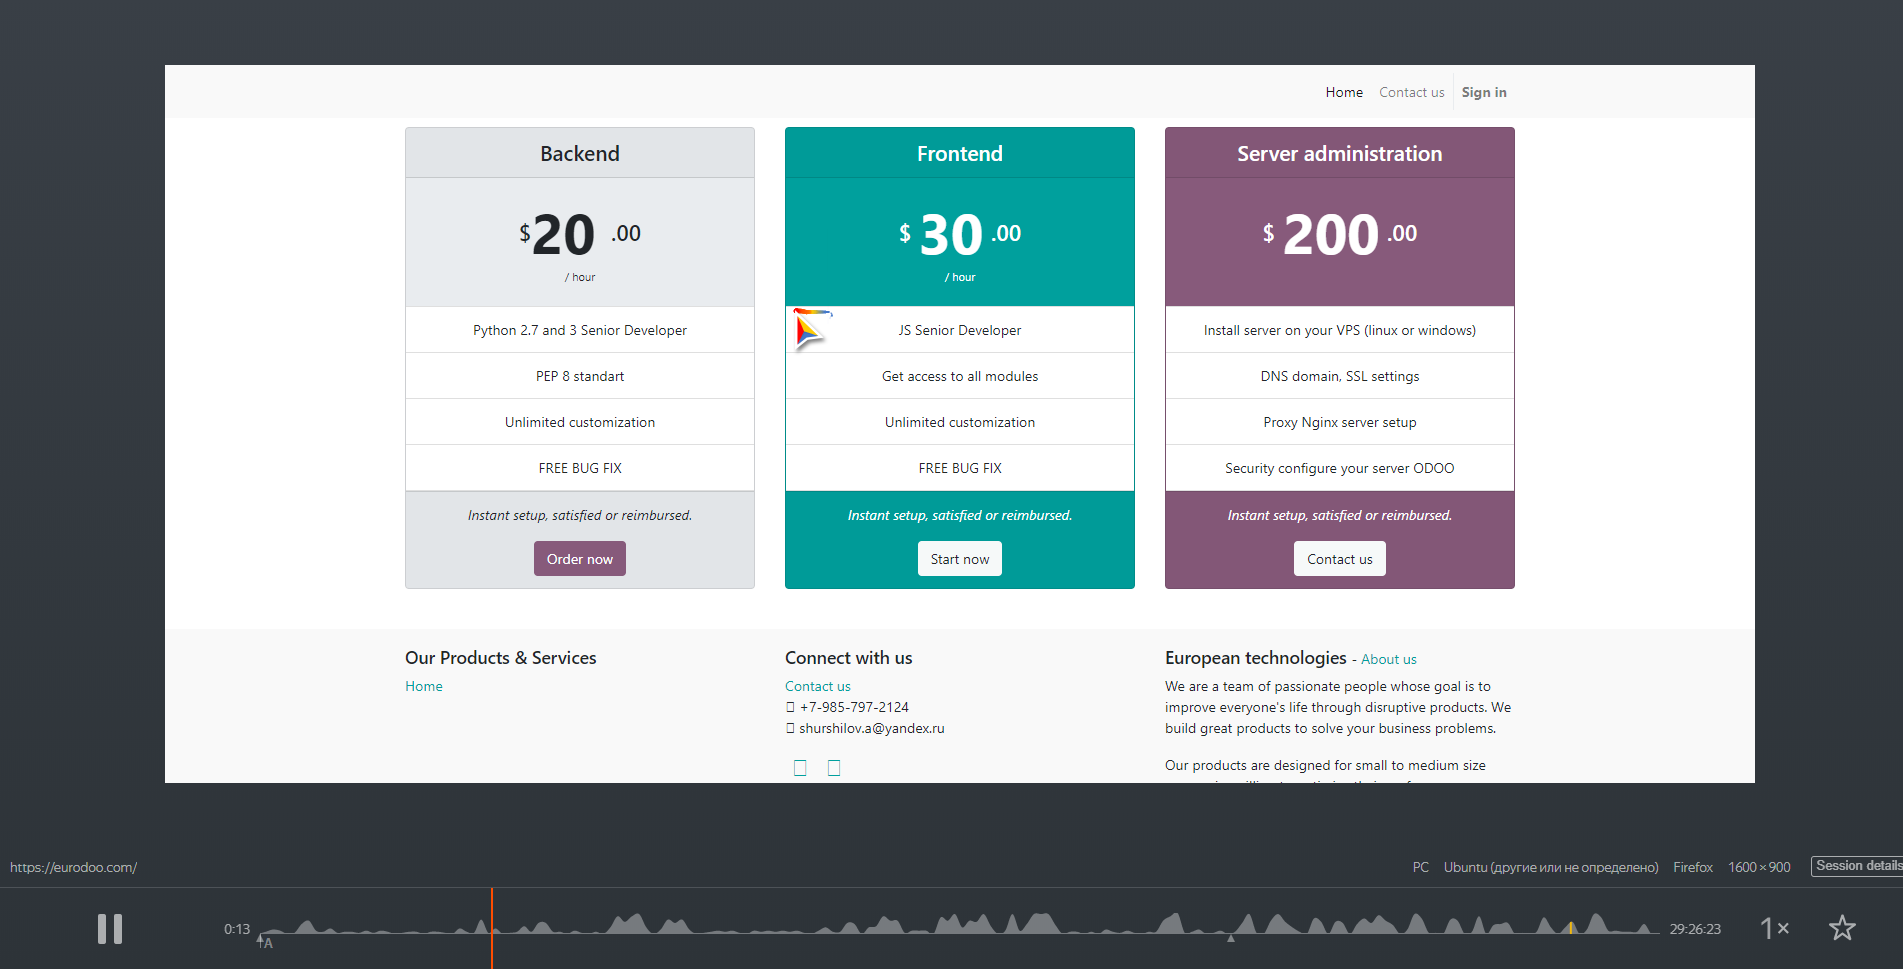 Home Contact us Sign in
Backend
$20 .00
/ hour
Python 2.7 and 3 Senior Developer
PEP 8 standart
Unlimited customization
FREE BUG FIX
Instant setup, satisfied or reimbursed.
Order now
Frontend
$ 30 .00
/ hour
JS Senior Developer
Get access to all modules
Unlimited customization
FREE BUG FIX
Instant setup, satisfied or reimbursed.
Start now
Server administration
$ 200 .00
Install server on your VPS (linux or windows)
DNS domain, SSL settings
Proxy Nginx server setup
Security configure your server ODOO
Instant setup, satisfied or reimbursed.
Contact us
Our Products & Services
Home
Connect with us
Contact us
+7-985-797-2124
shurshilov.a@yandex.ru
European technologies - About us
We are a team of passionate people whose goal is to
improve everyone's life through disruptive products. We
build great products to solve your business problems.
Our products are designed for small to medium size
https://eurodoo.com/
PC Ubuntu (другие или не определено) Firefox 1600×900 Session details
0:13
A
29:26:23
1×